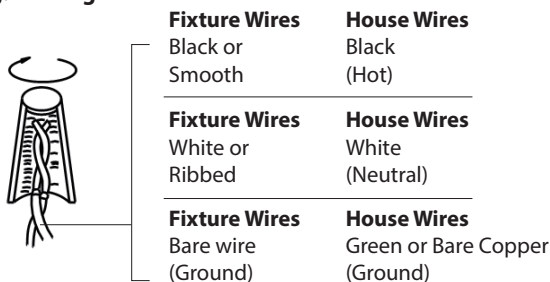 Fixture Wires House Wires
Black or Black
Smooth (Hot)
Fixture Wires House Wires
White or White
Ribbed (Neutral)
Fixture Wires House Wires
Bare wire Green or Bare Copper
(Ground) (Ground)